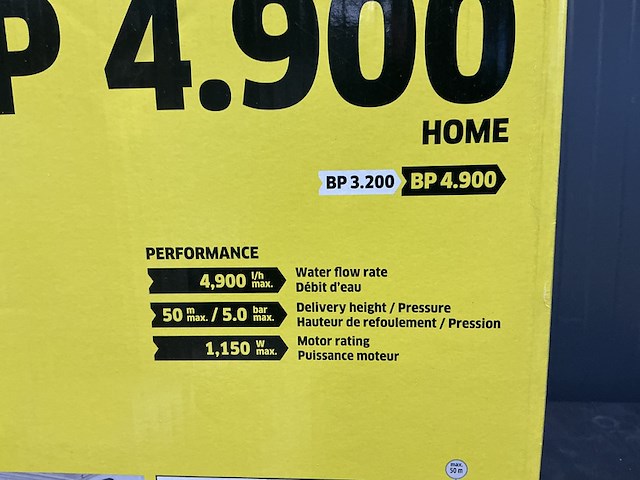 P 4.900
HOME
BP 3.200 BP 4.900
PERFORMANCE
4,900 l/h max. Water flow rate
Débit d'eau
50 m max. / 5.0 bar max. Delivery height / Pressure
Hauteur de refoulement / Pression
1,150 W max. Motor rating
Puissance moteur
max.
50 m